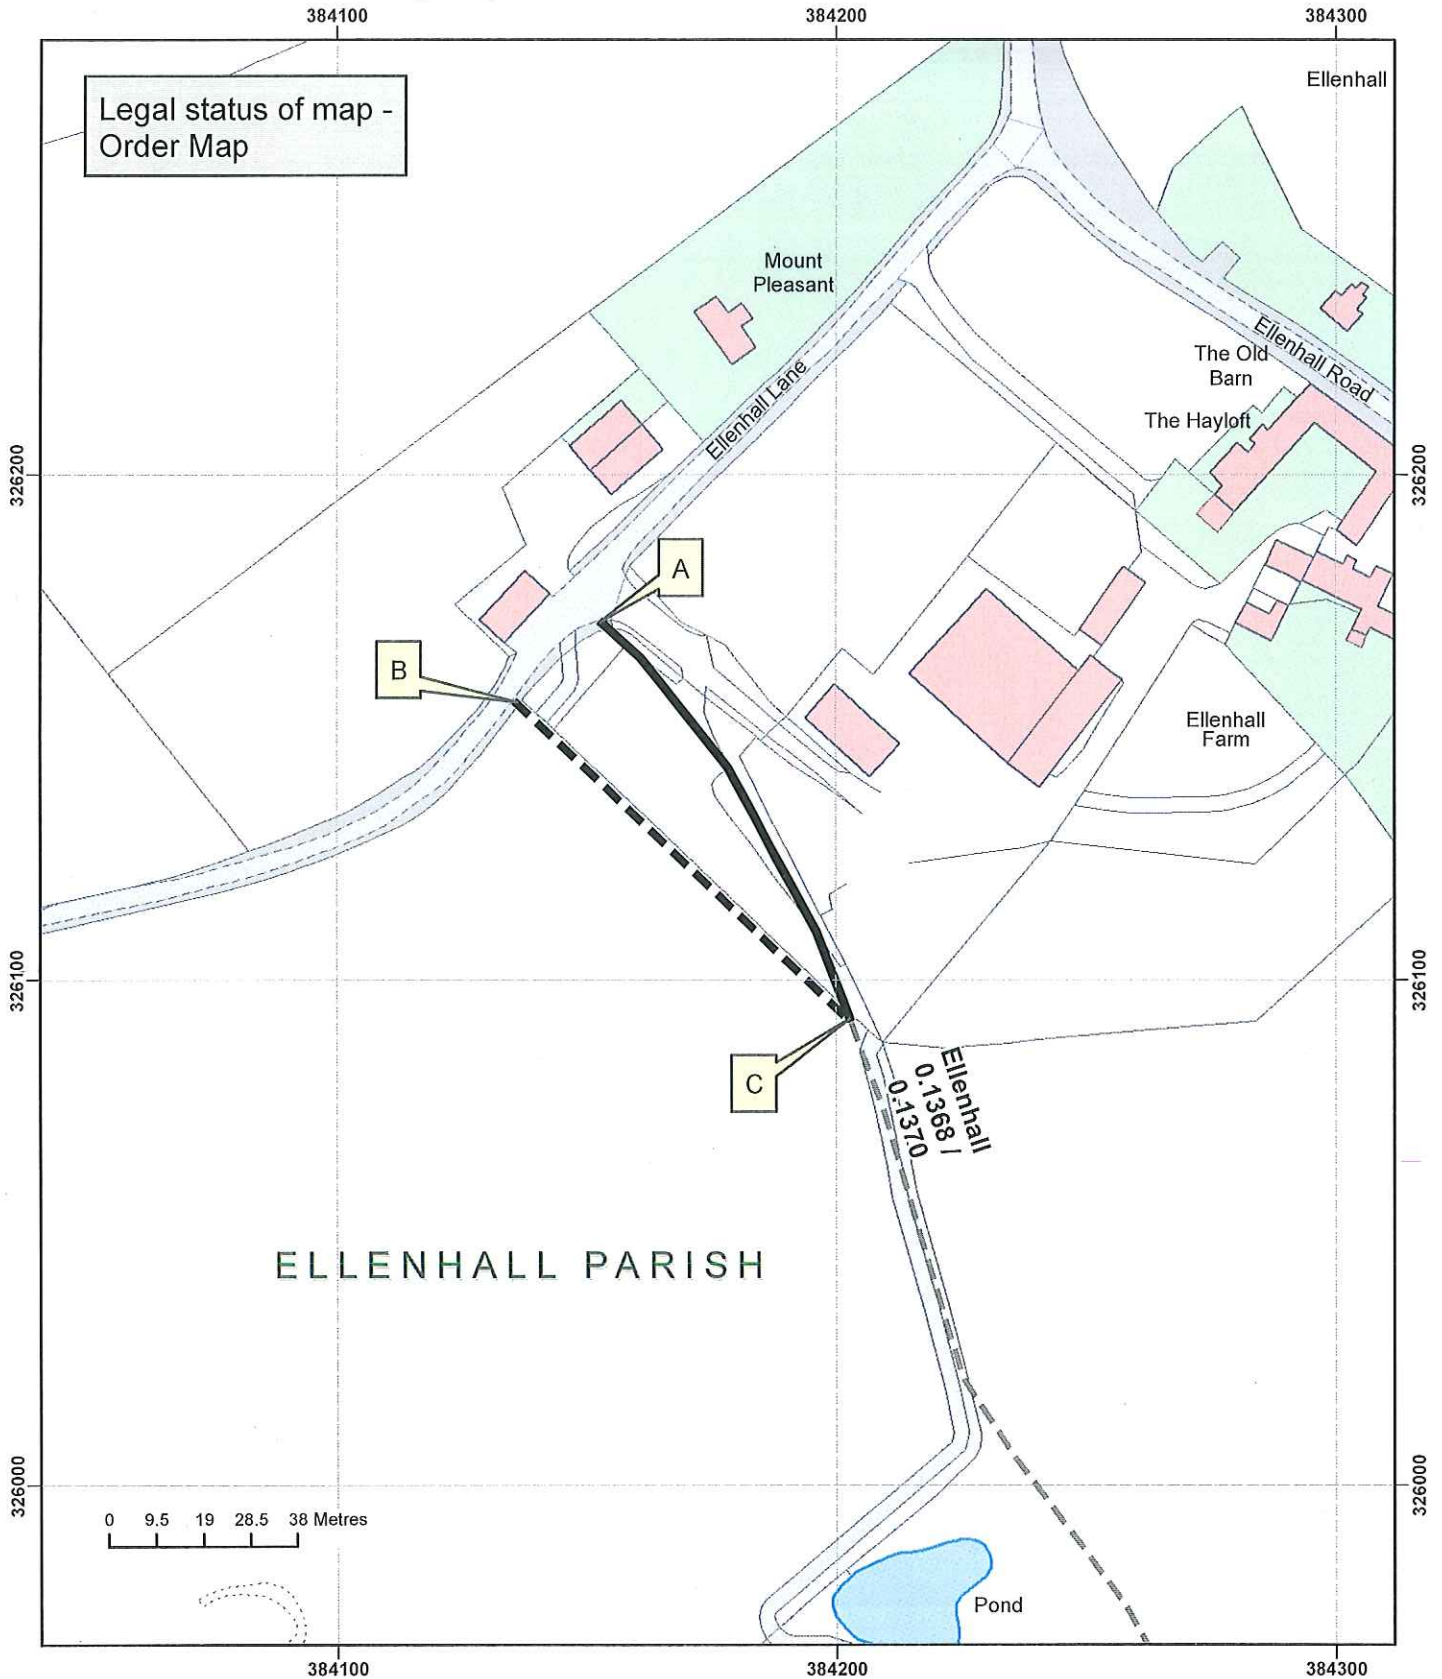 384100
384200
384300
Legal status of map -
Order Map
Ellenhall
Mount
Pleasant
Ellenhall Road
The Old
Barn
Ellenhall Lane
The Hayloft
326200
326200
A
B
Ellenhall
Farm
326100
326100
C
Ellenhall
0.1368 /
0.1370
ELLENHALL PARISH
326000
326000
0 9.5 19 28.5 38 Metres
Pond
384100
384200
384300